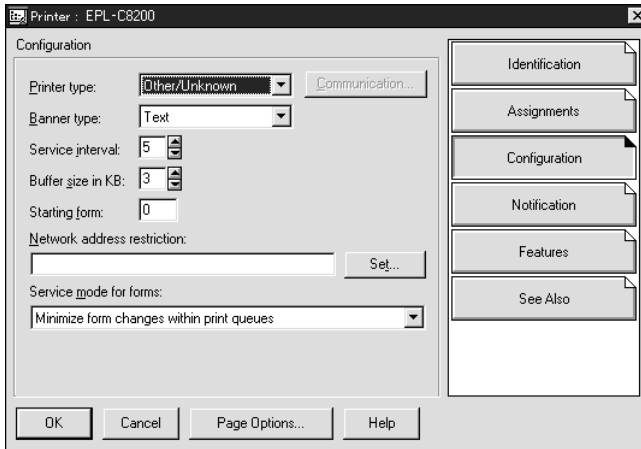 Printer : EPL-C8200
Configuration
Printer type: Other/Unknown Communication...
Banner type: Text
Service interval: 5
Buffer size in KB: 3
Starting form: 0
Network address restriction:
Set...
Service mode for forms:
Minimize form changes within print queues
OK Cancel Page Options... Help
Identification
Assignments
Configuration
Notification
Features
See Also